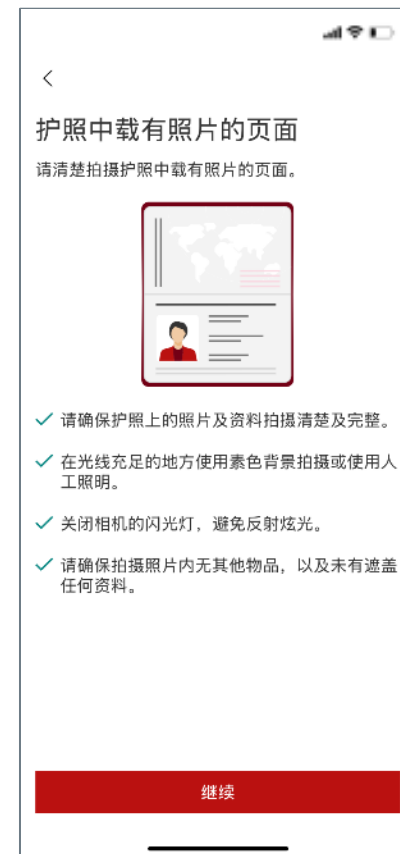 护照中载有照片的页面
请清楚拍摄护照中载有照片的页面。
请确保护照上的照片及资料拍摄清楚及完整。
在光线充足的地方使用素色背景拍摄或使用人
工照明。
关闭相机的闪光灯，避免反射炫光。
请确保拍摄照片内无其他物品，以及未有遮盖
任何资料。
继续